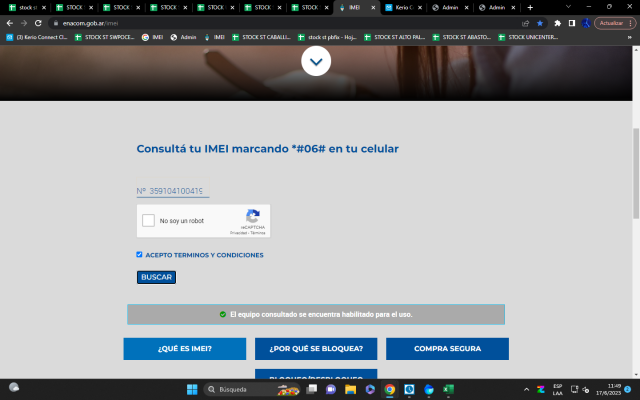 stock si
STOCK
STOCK
STOCK
STOCK
STOCK
STOCK
IMEI
Kerio C
Admin
Admin
enacom.gob.ar/imei
Actualizar
(3) Kerio Connect Cl...
STOCK ST SWPOCE...
IMEI
Admin
IMEI
STOCK ST CABALLI...
stock st pbfix - Hoj...
STOCK ST ALTO PAL...
STOCK ST ABASTO...
STOCK UNICENTER...
»
Consultá tu IMEI marcando *#06# en tu celular
Nº 359104100419
No soy un robot
reCAPTCHA
Privacidad - Términos
ACEPTO TERMINOS Y CONDICIONES
BUSCAR
El equipo consultado se encuentra habilitado para el uso.
¿QUÉ ES IMEI?
¿POR QUÉ SE BLOQUEA?
COMPRA SEGURA
BLOQUEO/DESBLOQUEO
Búsqueda
ESP
LAA
11:49
17/6/2023